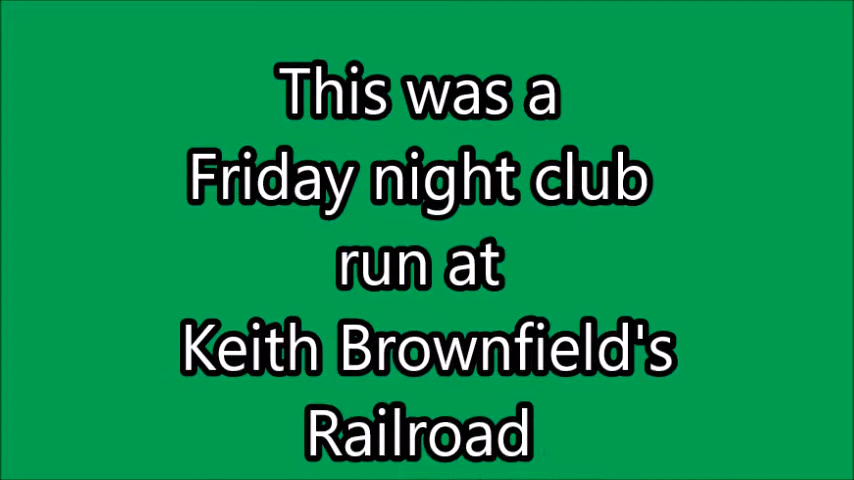 This was a
Friday night club
run at
Keith Brownfield's
Railroad